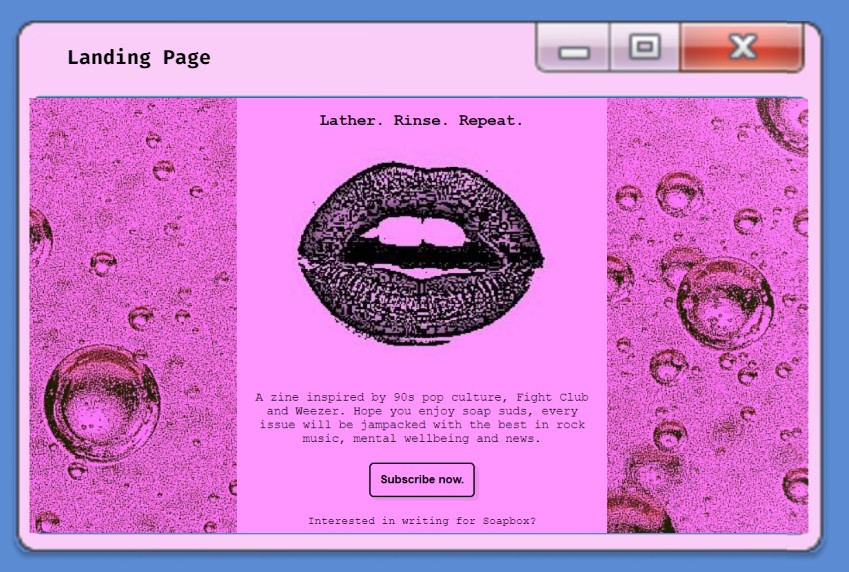 Landing Page
Lather. Rinse. Repeat.
A zine inspired by 90s pop culture, Fight Club
and Weezer. Hope you enjoy soap suds, every
issue will be jampacked with the best in rock
music, mental wellbeing and news.
Subscribe now.
Interested in writing for Soapbox?